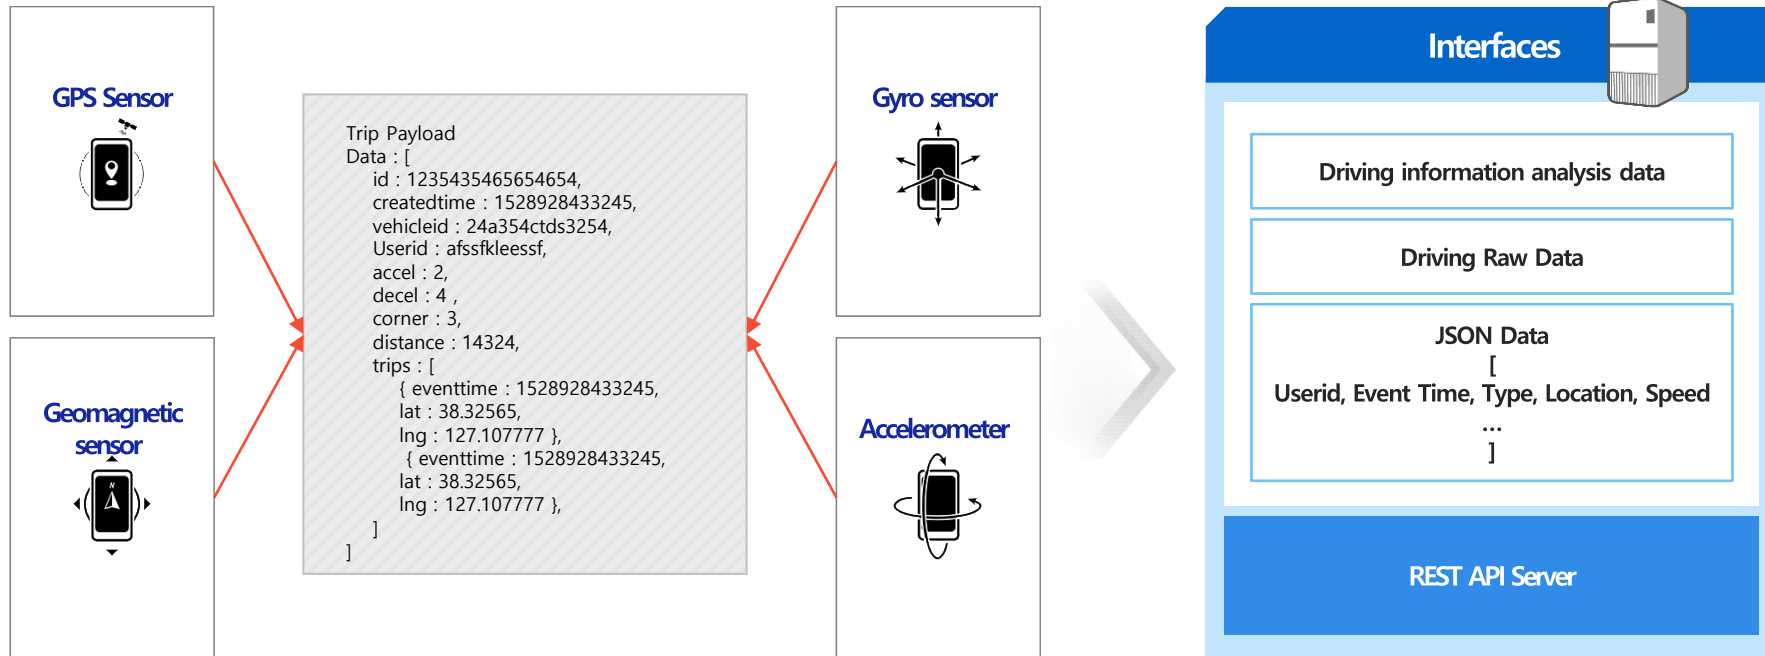 GPS Sensor
Geomagnetic
sensor
N
Trip Payload
Data : [
id : 1235435465654654,
createdtime : 1528928433245,
vehicleid : 24a354ctds3254,
Userid : afssfkleessf,
accel : 2,
decel : 4 ,
corner : 3,
distance : 14324,
trips : [
{ eventtime : 1528928433245,
lat : 38.32565,
lng : 127.107777 },
{ eventtime : 1528928433245,
lat : 38.32565,
lng : 127.107777 },
]
]
Gyro sensor
Accelerometer
Interfaces
Driving information analysis data
Driving Raw Data
JSON Data
[
Userid, Event Time, Type, Location, Speed
...
]
REST API Server